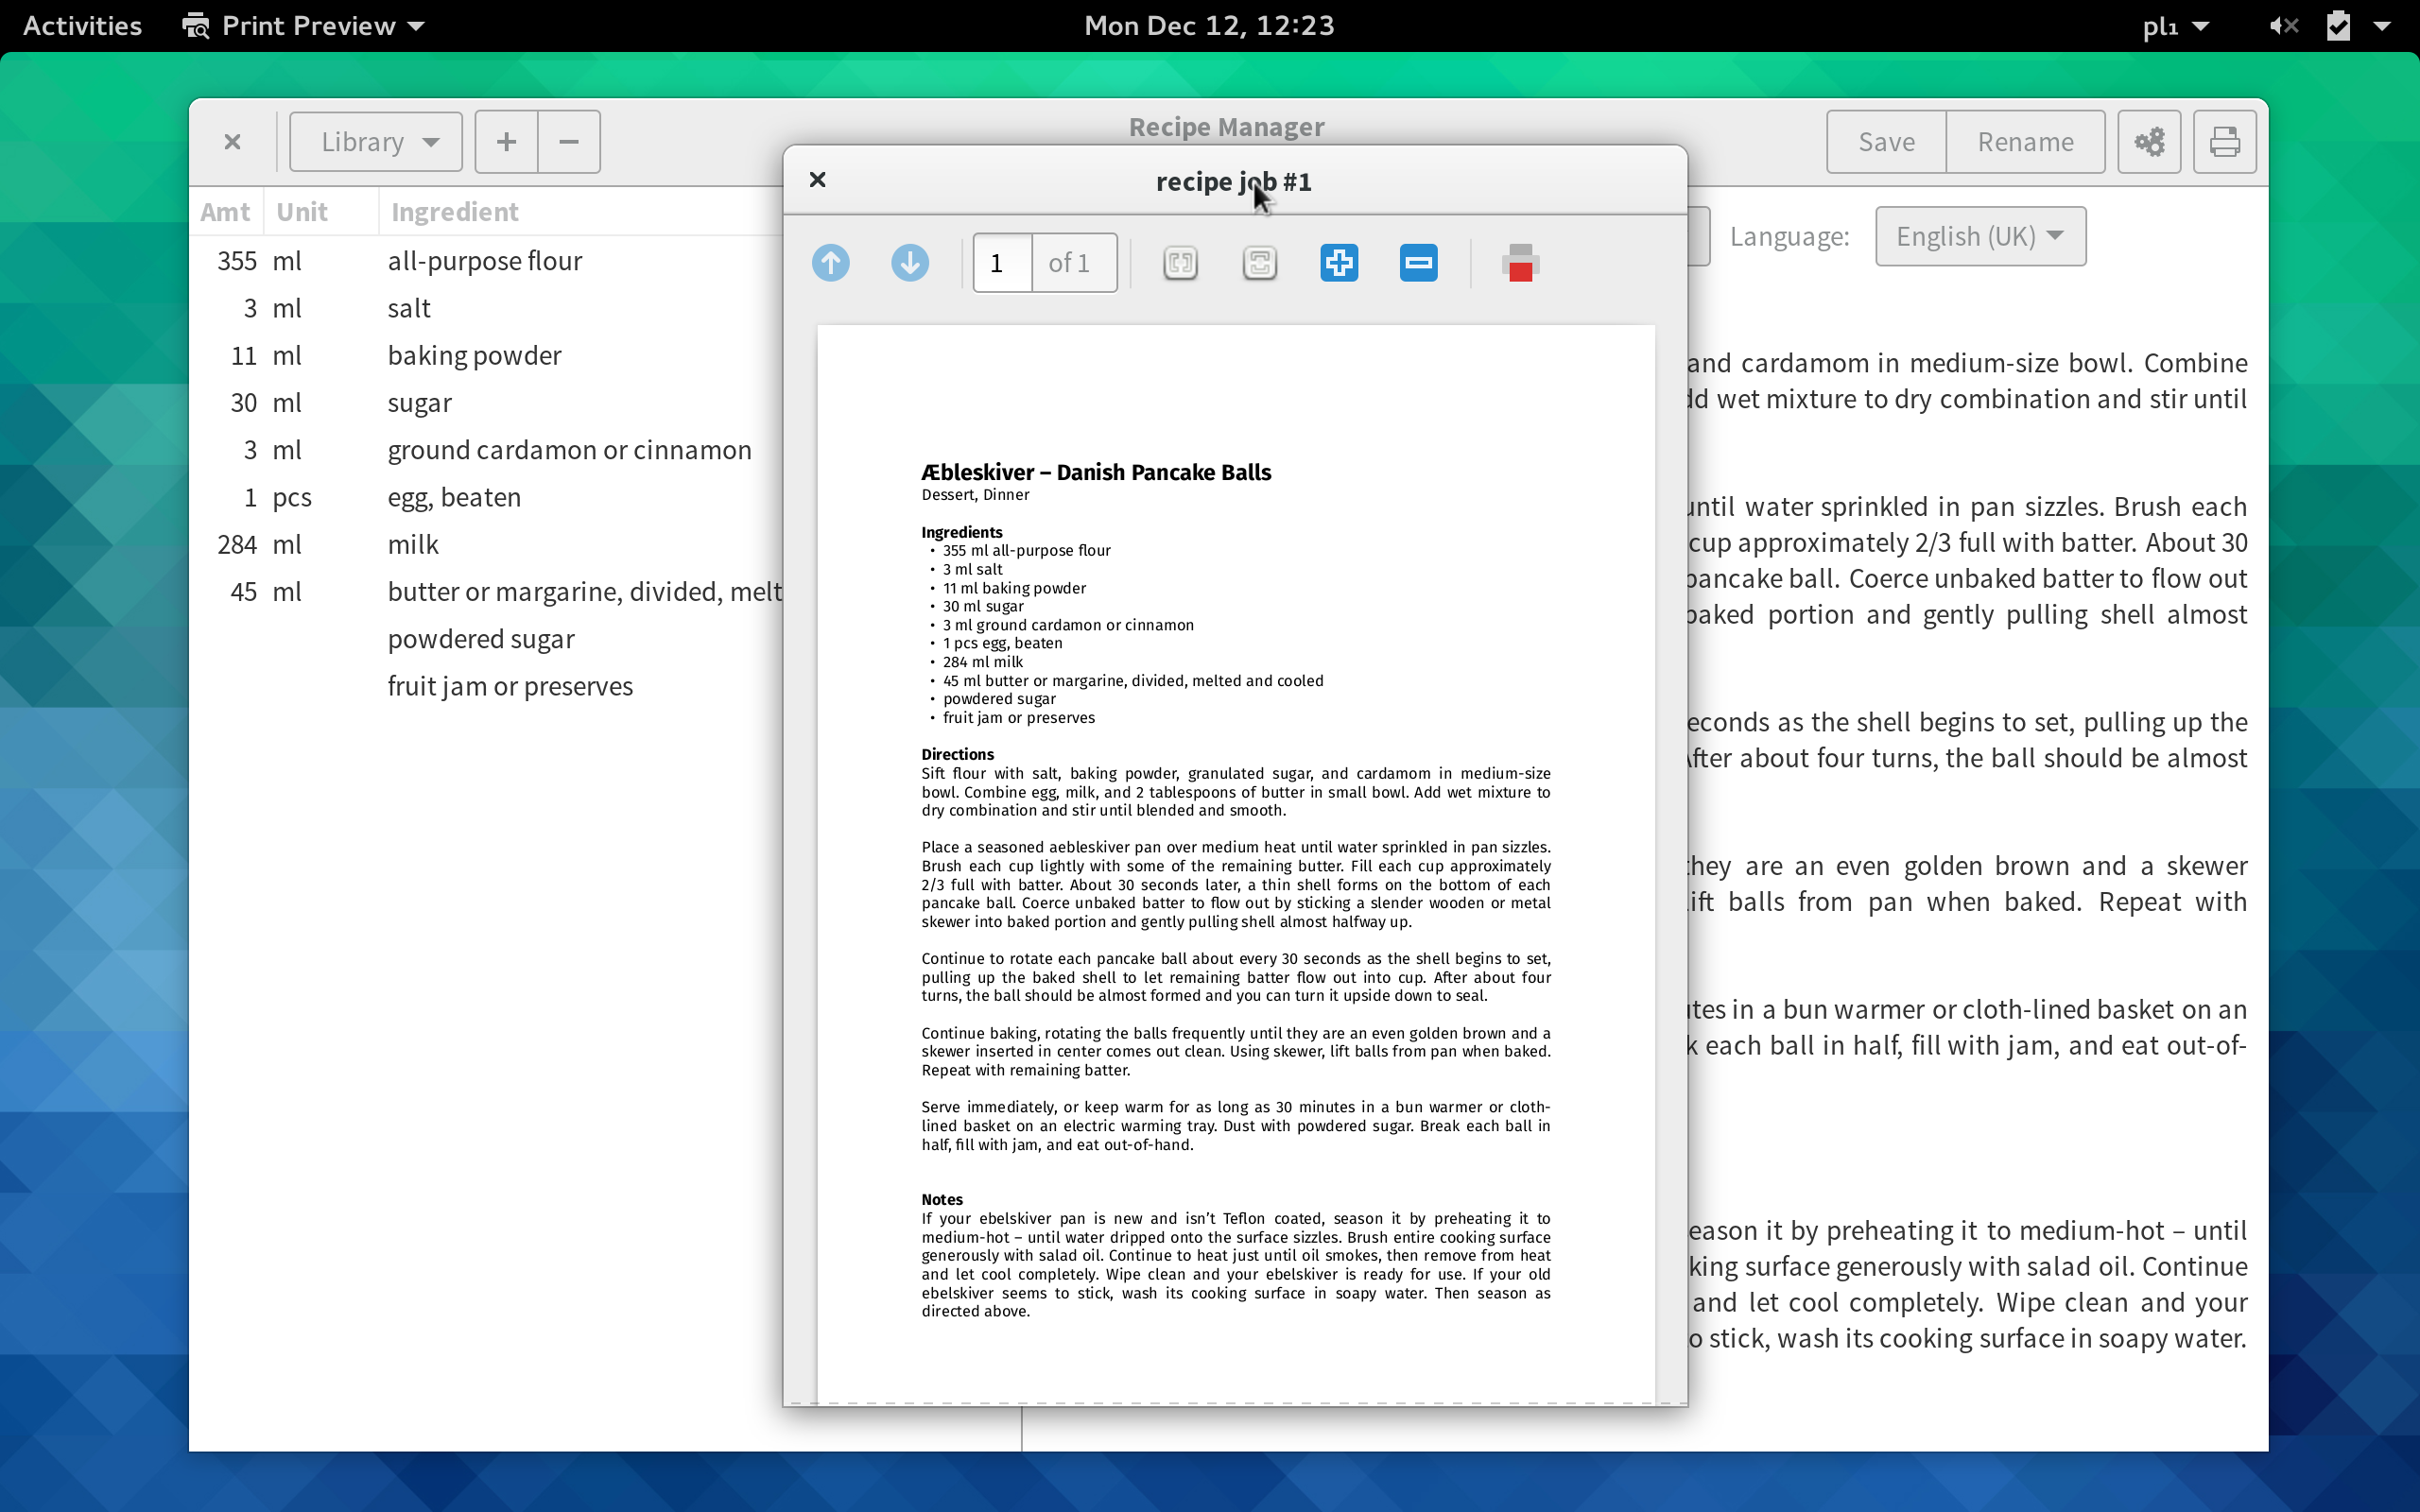 Activities
Print Preview
Mon Dec 12, 12:23
pl₁
Library
+
−
Recipe Manager
Save
Rename
Amt Unit Ingredient
355 ml all-purpose flour
3 ml salt
11 ml baking powder
30 ml sugar
3 ml ground cardamon or cinnamon
1 pcs egg, beaten
284 ml milk
45 ml butter or margarine, divided, melt
powdered sugar
fruit jam or preserves
recipe job #1
1 of 1
Æbleskiver – Danish Pancake Balls
Dessert, Dinner
Ingredients
• 355 ml all-purpose flour
• 3 ml salt
• 11 ml baking powder
• 30 ml sugar
• 3 ml ground cardamon or cinnamon
• 1 pcs egg, beaten
• 284 ml milk
• 45 ml butter or margarine, divided, melted and cooled
• powdered sugar
• fruit jam or preserves
Directions
Sift flour with salt, baking powder, granulated sugar, and cardamom in medium-size
bowl. Combine egg, milk, and 2 tablespoons of butter in small bowl. Add wet mixture to
dry combination and stir until blended and smooth.
Place a seasoned aebleskiver pan over medium heat until water sprinkled in pan sizzles.
Brush each cup lightly with some of the remaining butter. Fill each cup approximately
2/3 full with batter. About 30 seconds later, a thin shell forms on the bottom of each
pancake ball. Coerce unbaked batter to flow out by sticking a slender wooden or metal
skewer into baked portion and gently pulling shell almost halfway up.
Continue to rotate each pancake ball about every 30 seconds as the shell begins to set,
pulling up the baked shell to let remaining batter flow out into cup. After about four
turns, the ball should be almost formed and you can turn it upside down to seal.
Continue baking, rotating the balls frequently until they are an even golden brown and a
skewer inserted in center comes out clean. Using skewer, lift balls from pan when baked.
Repeat with remaining batter.
Serve immediately, or keep warm for as long as 30 minutes in a bun warmer or cloth-
lined basket on an electric warming tray. Dust with powdered sugar. Break each ball in
half, fill with jam, and eat out-of-hand.
Notes
If your ebelskiver pan is new and isn’t Teflon coated, season it by preheating it to
medium-hot – until water dripped onto the surface sizzles. Brush entire cooking surface
generously with salad oil. Continue to heat just until oil smokes, then remove from heat
and let cool completely. Wipe clean and your ebelskiver is ready for use. If your old
ebelskiver seems to stick, wash its cooking surface in soapy water. Then season as
directed above.
Language: English (UK)
and cardamom in medium-size bowl. Combine
dd wet mixture to dry combination and stir until
until water sprinkled in pan sizzles. Brush each
cup approximately 2/3 full with batter. About 30
pancake ball. Coerce unbaked batter to flow out
baked portion and gently pulling shell almost
econds as the shell begins to set, pulling up the
After about four turns, the ball should be almost
they are an even golden brown and a skewer
lift balls from pan when baked. Repeat with
utes in a bun warmer or cloth-lined basket on an
k each ball in half, fill with jam, and eat out-of-
eason it by preheating it to medium-hot – until
king surface generously with salad oil. Continue
and let cool completely. Wipe clean and your
o stick, wash its cooking surface in soapy water.